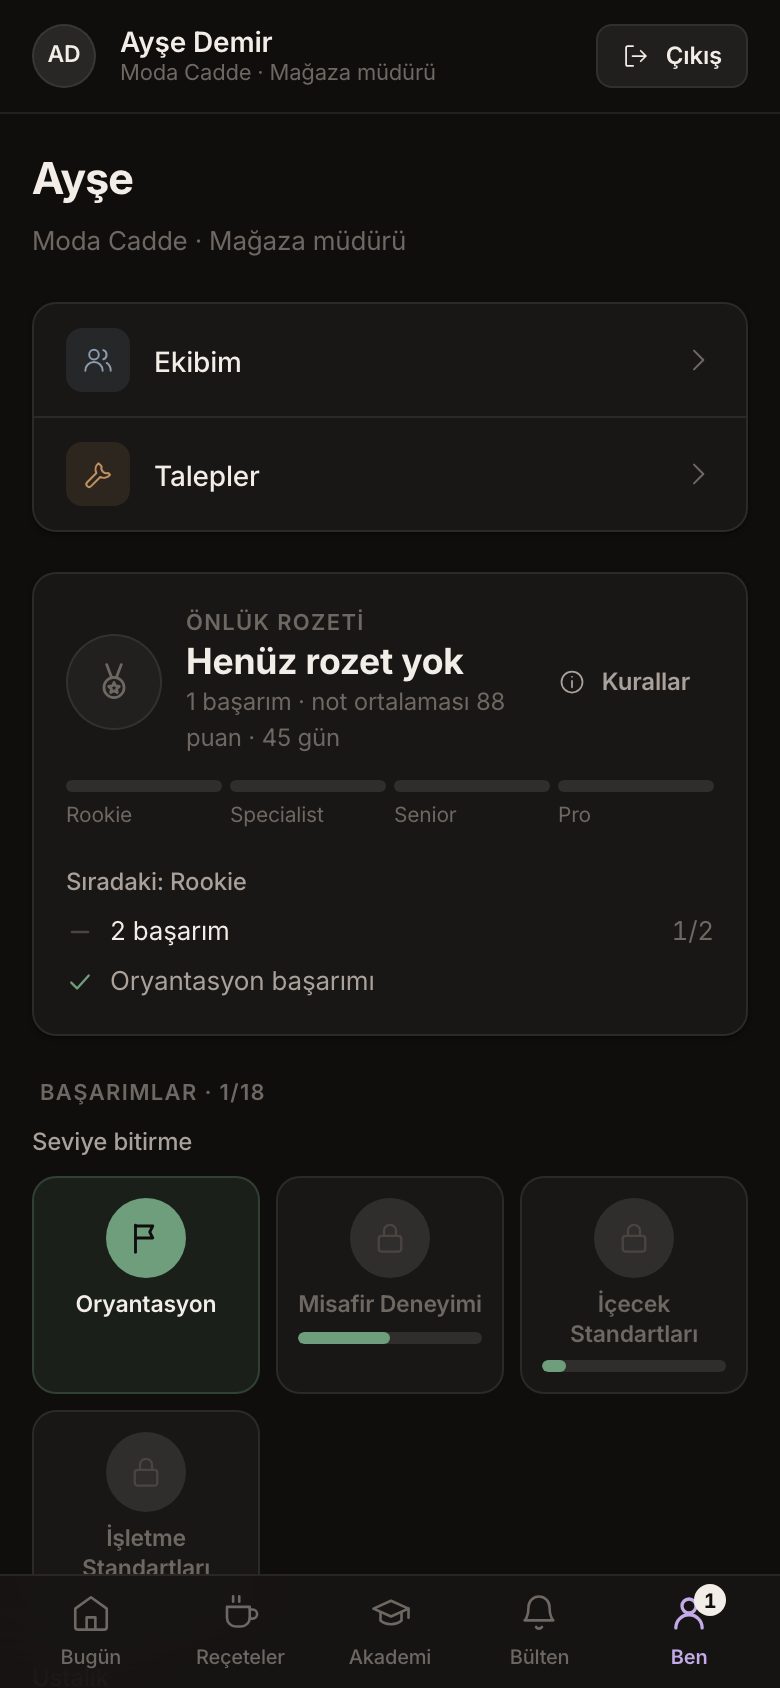 AD
Ayşe Demir
Moda Cadde · Mağaza müdürü
Çıkış
Ayşe
Moda Cadde · Mağaza müdürü
Ekibim
Talepler
ÖNLÜK ROZETİ
Henüz rozet yok
1 başarım · not ortalaması 88
puan · 45 gün
Kurallar
Rookie
Specialist
Senior
Pro
Sıradaki: Rookie
2 başarım
1/2
Oryantasyon başarımı
BAŞARIMLAR · 1/18
Seviye bitirme
Oryantasyon
Misafir Deneyimi
İçecek
Standartları
İşletme
Standartları
Ustalık
1
Bugün
Reçeteler
Akademi
Bülten
Ben